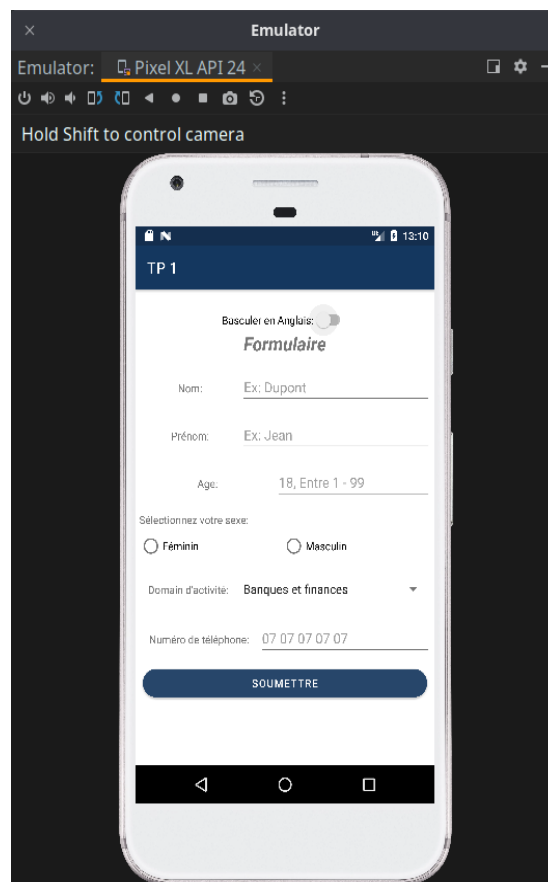 Emulator
Emulator: Pixel XL API 24
Hold Shift to control camera
13:10
TP 1
Basculer en Anglais:
Formulaire
Nom: Ex: Dupont
Prénom: Ex: Jean
Age: 18, Entre 1 - 99
Sélectionnez votre sexe:
Féminin Masculin
Domain d'activité: Banques et finances
Numéro de téléphone: 07 07 07 07 07
SOUMETTRE